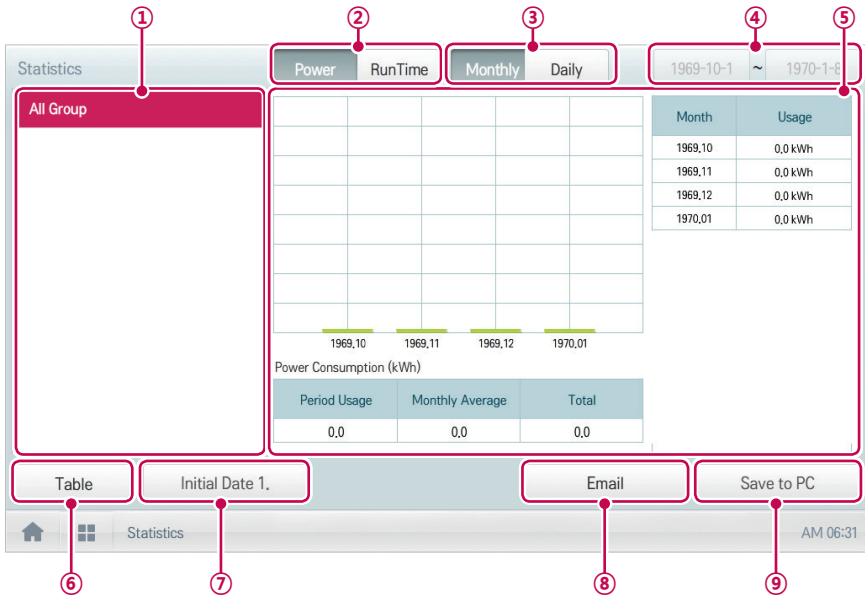 ① ② ③ ④ ⑤
Statistics Power RunTime Monthly Daily 1969-10-1 ~ 1970-1-8
All Group
Month Usage
1969.10 0.0 kWh
1969.11 0.0 kWh
1969.12 0.0 kWh
1970.01 0.0 kWh
1969.10 1969.11 1969.12 1970.01
Power Consumption (kWh)
Period Usage Monthly Average Total
0.0 0.0 0.0
Table Initial Date 1. Email Save to PC
Statistics AM 06:31
⑥ ⑦ ⑧ ⑨